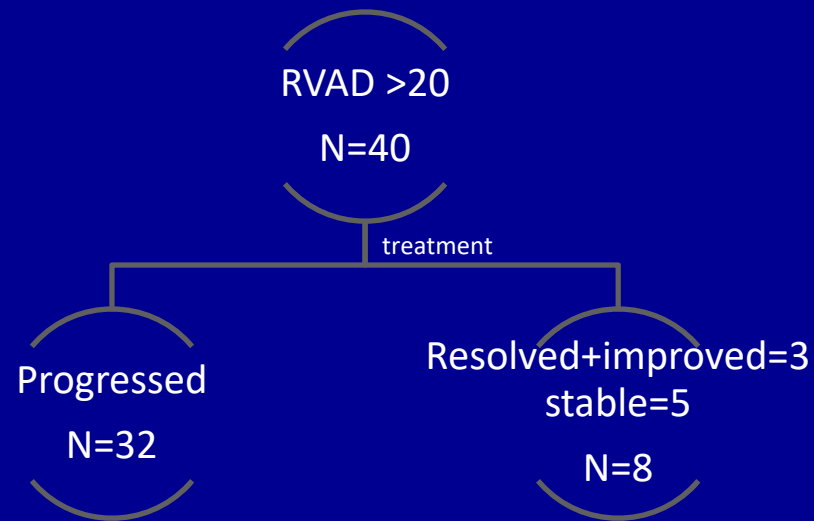 RVAD >20
N=40
treatment
Progressed
N=32
Resolved+improved=3
stable=5
N=8